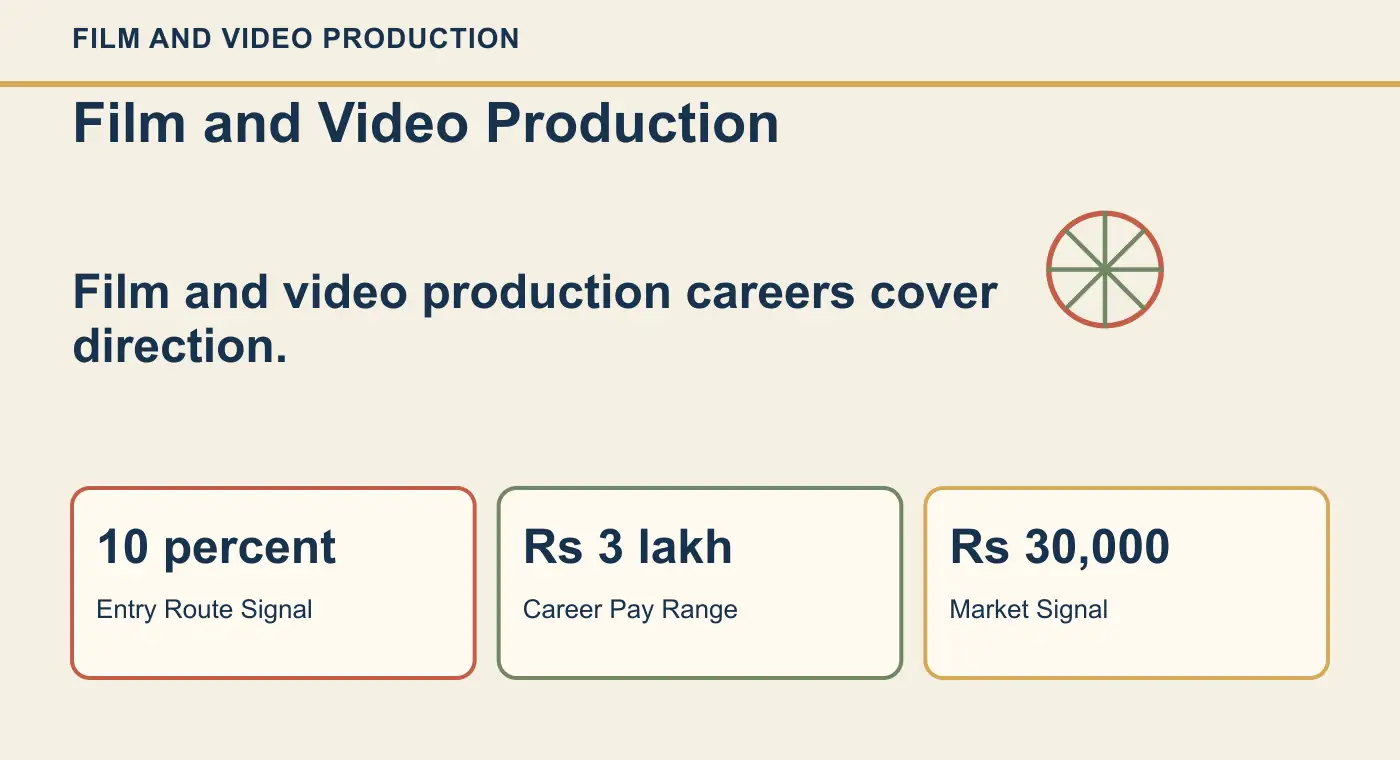 FILM AND VIDEO PRODUCTION
Film and Video Production
Film and video production careers cover
direction.
10 percent
Entry Route Signal
Rs 3 lakh
Career Pay Range
Rs 30,000
Market Signal